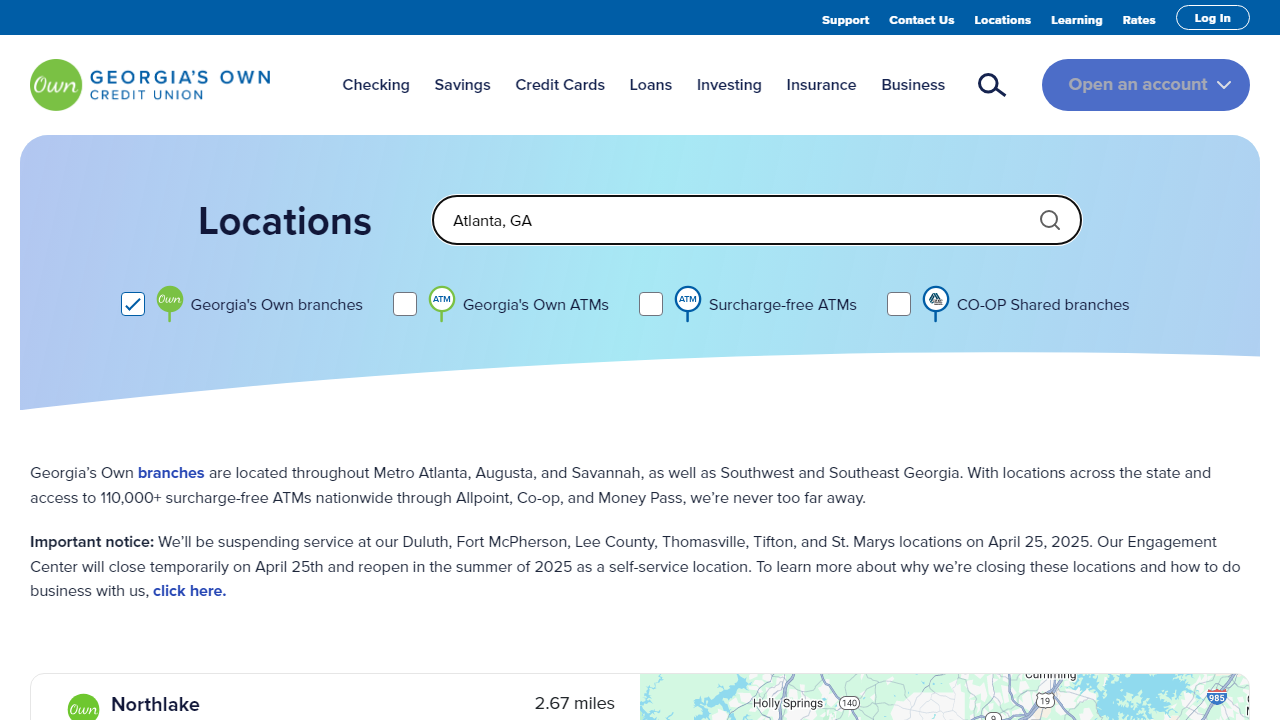 Support Contact Us Locations Learning Rates Log In
Own GEORGIA'S OWN
CREDIT UNION
Checking Savings Credit Cards Loans Investing Insurance Business Open an account
Locations Atlanta, GA
Own Georgia's Own branches ATM Georgia's Own ATMs ATM Surcharge-free ATMs CO-OP Shared branches
Georgia’s Own branches are located throughout Metro Atlanta, Augusta, and Savannah, as well as Southwest and Southeast Georgia. With locations across the state and
access to 110,000+ surcharge-free ATMs nationwide through Allpoint, Co-op, and Money Pass, we’re never too far away.
Important notice: We’ll be suspending service at our Duluth, Fort McPherson, Lee County, Thomasville, Tifton, and St. Marys locations on April 25, 2025. Our Engagement
Center will close temporarily on April 25th and reopen in the summer of 2025 as a self-service location. To learn more about why we’re closing these locations and how to do
business with us, click here.
Own Northlake 2.67 miles
Cumming
Holly Springs 140 19 985
9